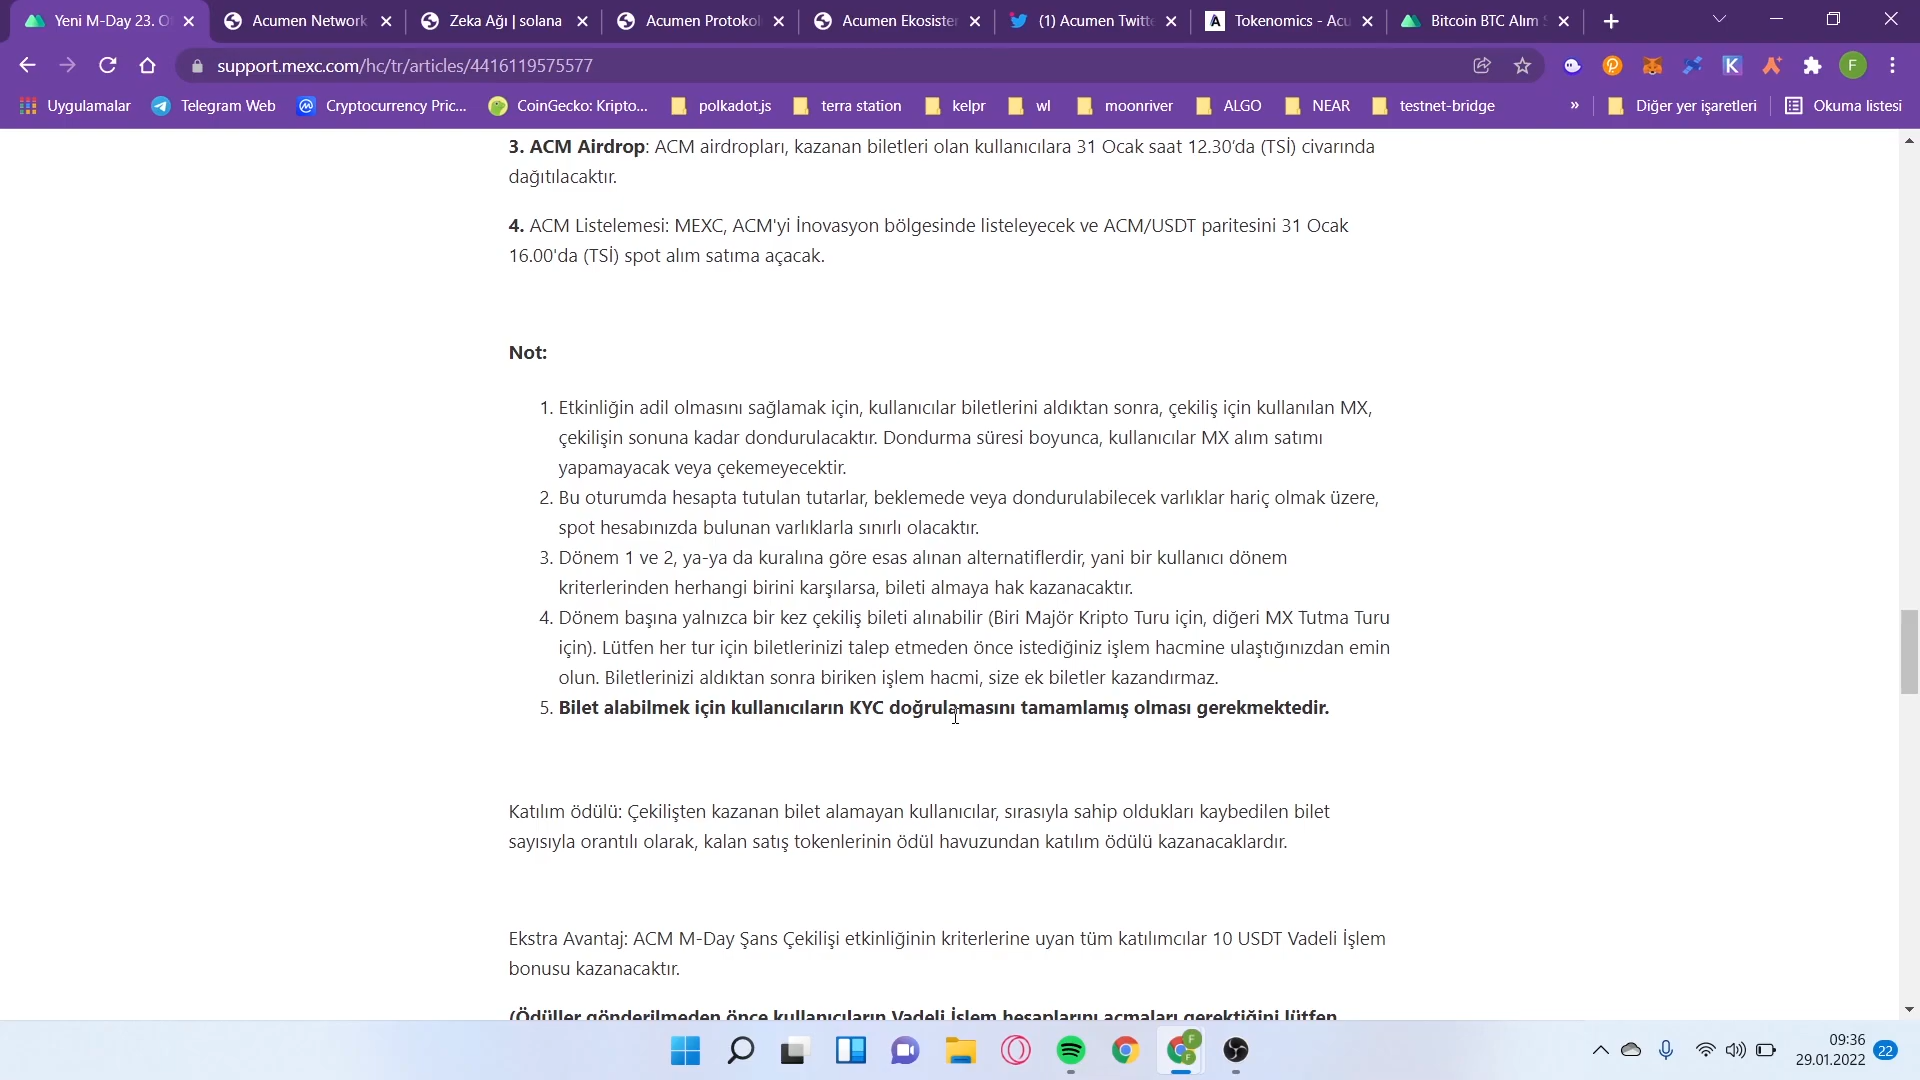 Yeni M-Day 23. O
Acumen Network
Zeka Ağı | solana
Acumen Protokol
Acumen Ekosister
(1) Acumen Twitt
Tokenomics - Acu
Bitcoin BTC Alım S
support.mexc.com/hc/tr/articles/4416119575577
F
Uygulamalar
Telegram Web
Cryptocurrency Pric...
CoinGecko: Kripto...
polkadot.js
terra station
kelpr
wl
moonriver
ALGO
NEAR
testnet-bridge
»
Diğer yer işaretleri
Okuma listesi
3. ACM Airdrop: ACM airdropları, kazanan biletleri olan kullanıcılara 31 Ocak saat 12.30’da (TSİ) civarında
dağıtılacaktır.
4. ACM Listelemesi: MEXC, ACM'yi İnovasyon bölgesinde listeleyecek ve ACM/USDT paritesini 31 Ocak
16.00'da (TSİ) spot alım satıma açacak.
Not:
1. Etkinliğin adil olmasını sağlamak için, kullanıcılar biletlerini aldıktan sonra, çekiliş için kullanılan MX,
çekilişin sonuna kadar dondurulacaktır. Dondurma süresi boyunca, kullanıcılar MX alım satımı
yapamayacak veya çekemeyecektir.
2. Bu oturumda hesapta tutulan tutarlar, beklemede veya dondurulabilecek varlıklar hariç olmak üzere,
spot hesabınızda bulunan varlıklarla sınırlı olacaktır.
3. Dönem 1 ve 2, ya-ya da kuralına göre esas alınan alternatiflerdir, yani bir kullanıcı dönem
kriterlerinden herhangi birini karşılarsa, bileti almaya hak kazanacaktır.
4. Dönem başına yalnızca bir kez çekiliş bileti alınabilir (Biri Majör Kripto Turu için, diğeri MX Tutma Turu
için). Lütfen her tur için biletlerinizi talep etmeden önce istediğiniz işlem hacmine ulaştığınızdan emin
olun. Biletlerinizi aldıktan sonra biriken işlem hacmi, size ek biletler kazandırmaz.
5. Bilet alabilmek için kullanıcıların KYC doğrulamasını tamamlamış olması gerekmektedir.
Katılım ödülü: Çekilişten kazanan bilet alamayan kullanıcılar, sırasıyla sahip oldukları kaybedilen bilet
sayısıyla orantılı olarak, kalan satış tokenlerinin ödül havuzundan katılım ödülü kazanacaklardır.
Ekstra Avantaj: ACM M-Day Şans Çekilişi etkinliğinin kriterlerine uyan tüm katılımcılar 10 USDT Vadeli İşlem
bonusu kazanacaktır.
(Ödüller gönderilmeden önce kullanıcıların Vadeli İşlem hesaplarını açmaları gerektiğini lütfen
09:36
29.01.2022
22